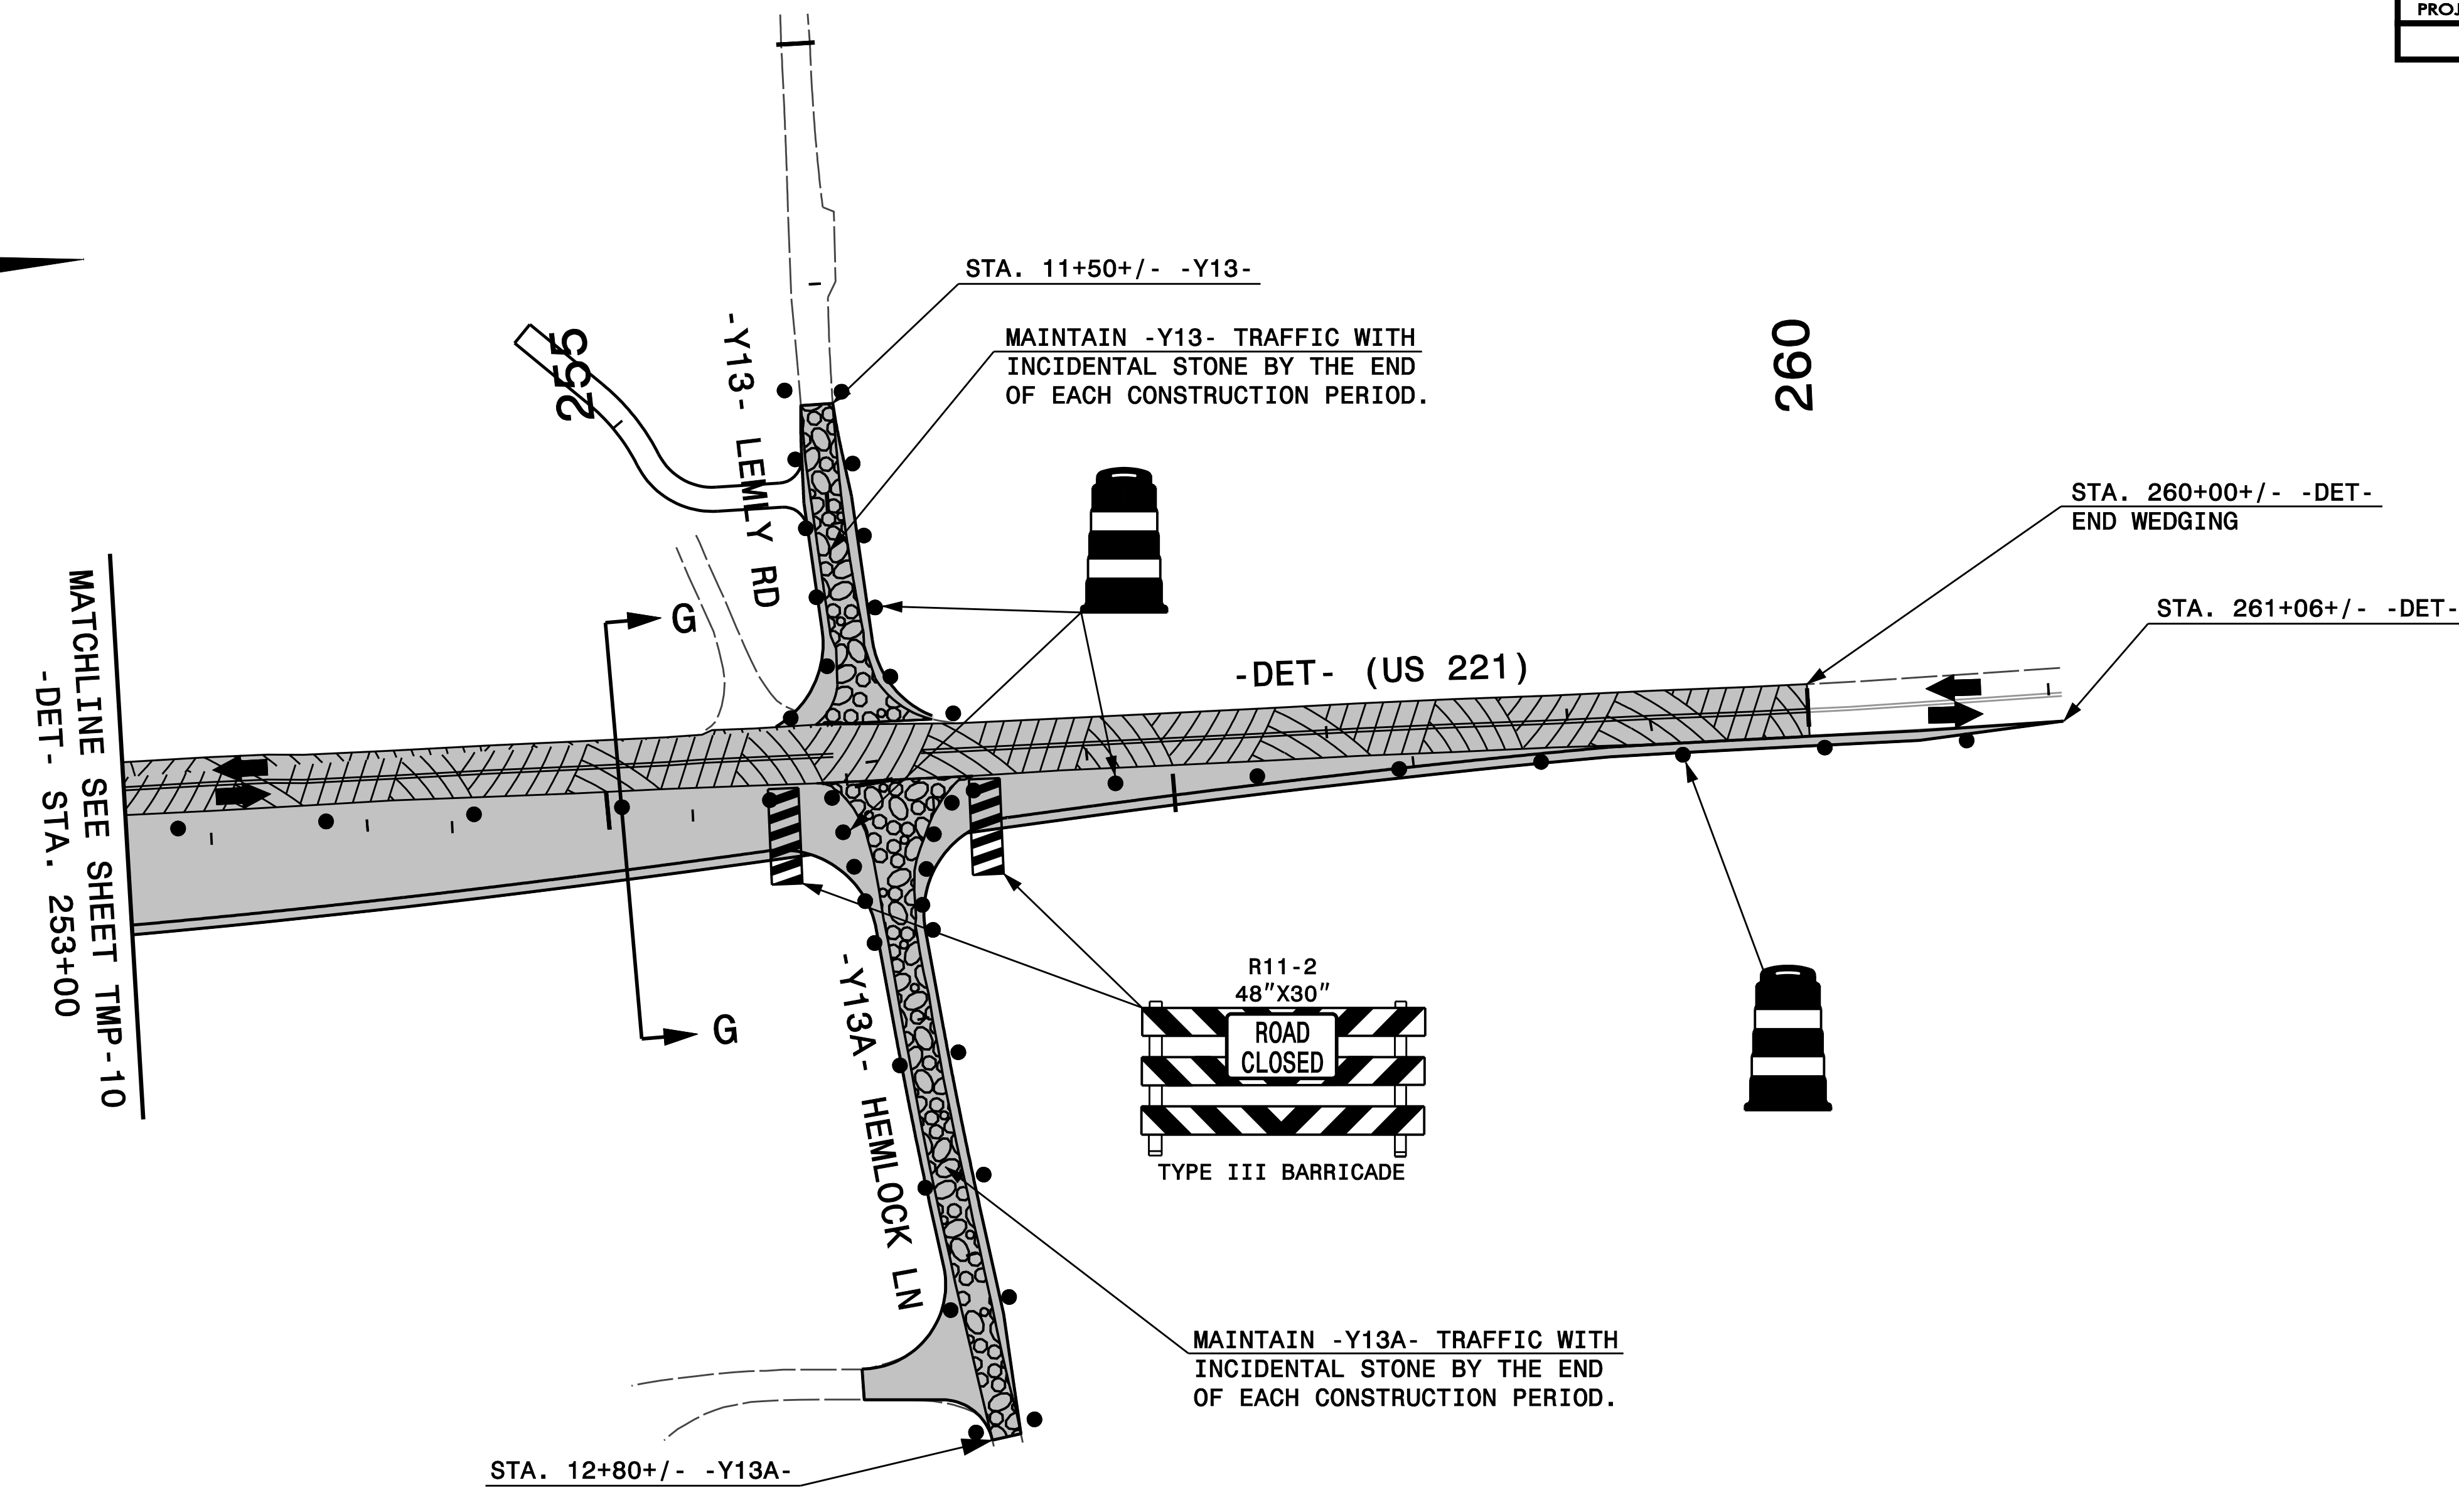 STA. 11+50+/- -Y13-
MAINTAIN -Y13- TRAFFIC WITH
INCIDENTAL STONE BY THE END
OF EACH CONSTRUCTION PERIOD.
255
260
-Y13- LEMLY RD
STA. 260+00+/- -DET-
END WEDGING
STA. 261+06+/- -DET-
G
-DET- (US 221)
MATCHLINE SEE SHEET TMP-10
-DET- STA. 253+00
G
-Y13A- HEMLOCK LN
R11-2
48"X30"
ROAD
CLOSED
TYPE III BARRICADE
MAINTAIN -Y13A- TRAFFIC WITH
INCIDENTAL STONE BY THE END
OF EACH CONSTRUCTION PERIOD.
STA. 12+80+/- -Y13A-